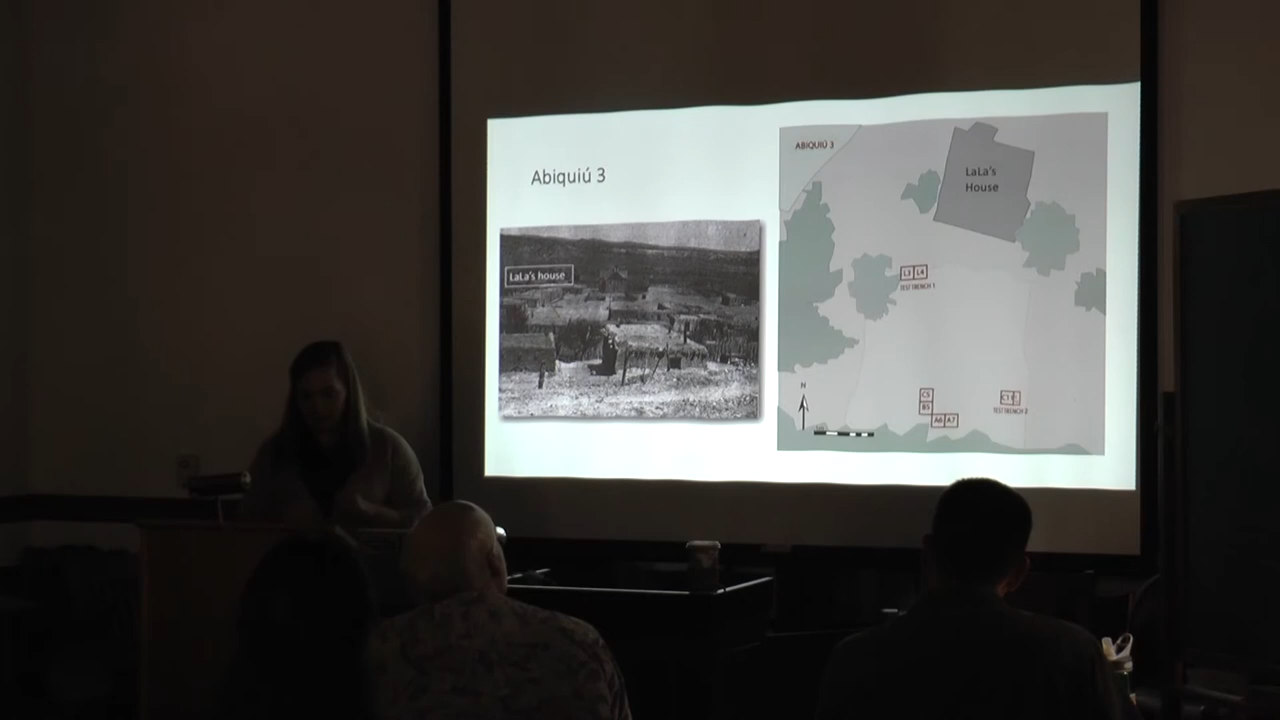 Abiquiú 3
LaLa's house
ABIQUIÚ 3
LaLa's
House
L3 L4
TEST TRENCH 1
N
C5
B5
A6 A7
TEST TRENCH 2